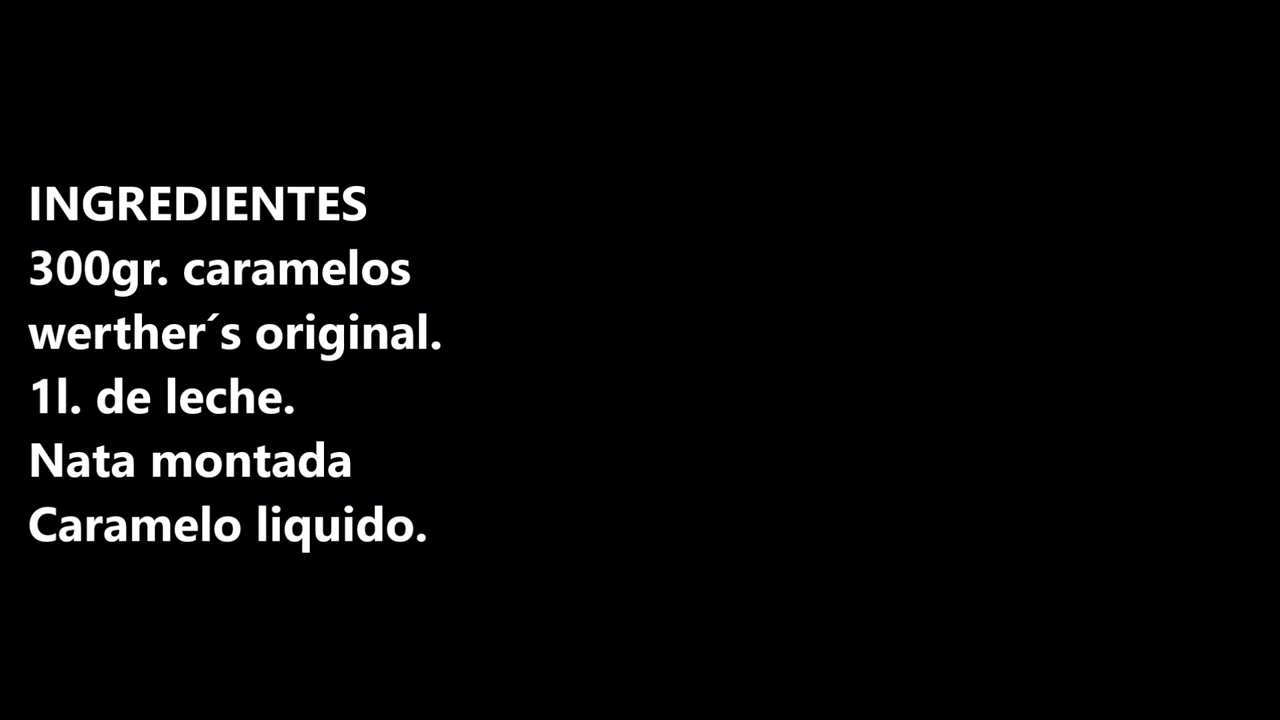 INGREDIENTES
300gr. caramelos
werther´s original.
1l. de leche.
Nata montada
Caramelo liquido.